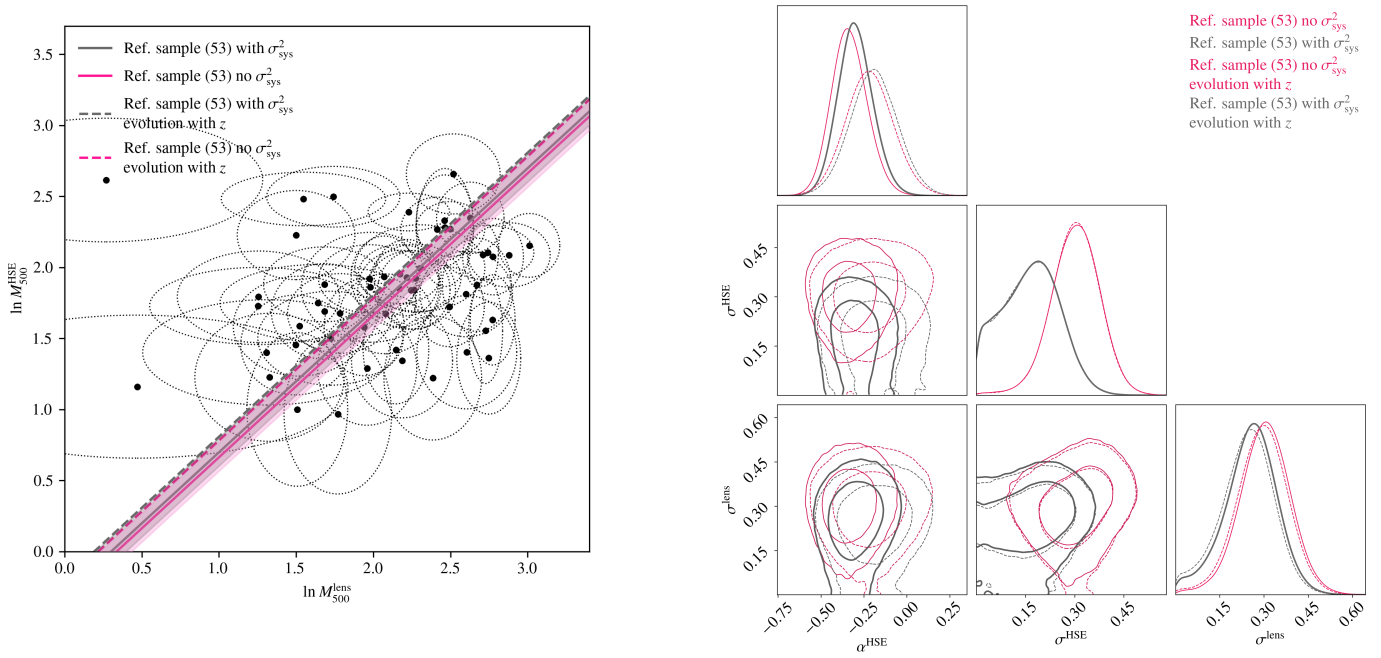 Ref. sample (53) with σ²sys
Ref. sample (53) no σ²sys
Ref. sample (53) with σ²sys
evolution with z
Ref. sample (53) no σ²sys
evolution with z
3.5
3.0
2.5
2.0
1.5
1.0
0.5
0.0
ln M₅₀₀^HSE
0.0 0.5 1.0 1.5 2.0 2.5 3.0
ln M₅₀₀^lens
Ref. sample (53) no σ²sys
Ref. sample (53) with σ²sys
Ref. sample (53) no σ²sys
evolution with z
Ref. sample (53) with σ²sys
evolution with z
0.45
0.30
0.15
σ^HSE
0.60
0.45
0.30
0.15
σ^lens
−0.75 −0.50 −0.25 0.00 0.25
α^HSE
0.15 0.30 0.45
σ^HSE
0.15 0.30 0.45 0.60
σ^lens